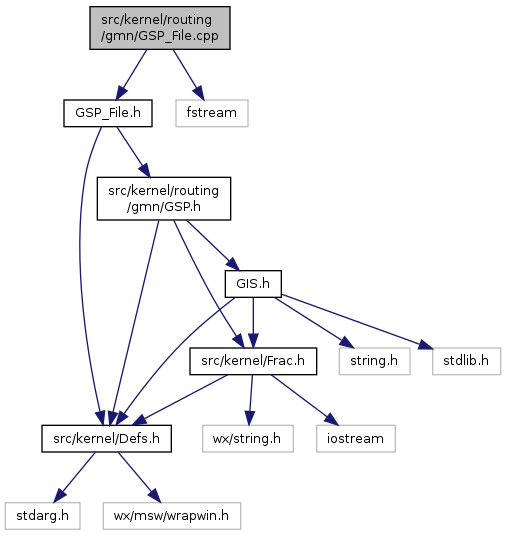 src/kernel/routing
/gmn/GSP_File.cpp
GSP_File.h
fstream
src/kernel/routing
/gmn/GSP.h
GIS.h
src/kernel/Frac.h
string.h
stdlib.h
src/kernel/Defs.h
wx/string.h
iostream
stdarg.h
wx/msw/wrapwin.h